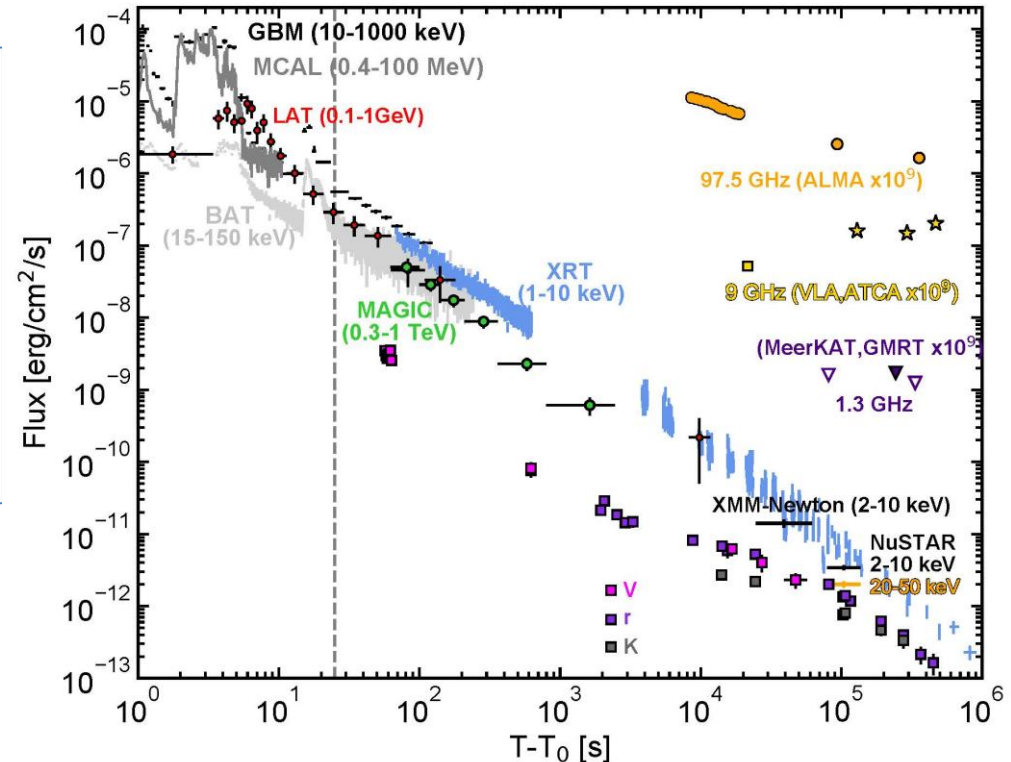 10⁻⁴
10⁻⁵
10⁻⁶
10⁻⁷
10⁻⁸
10⁻⁹
10⁻¹⁰
10⁻¹¹
10⁻¹²
10⁻¹³
Flux [erg/cm²/s]
GBM (10-1000 keV)
MCAL (0.4-100 MeV)
LAT (0.1-1GeV)
BAT
(15-150 keV)
XRT
(1-10 keV)
MAGIC
(0.3-1 TeV)
97.5 GHz (ALMA x10⁹)
9 GHz (VLA,ATCA x10⁹)
(MeerKAT,GMRT x10⁹)
1.3 GHz
XMM-Newton (2-10 keV)
NuSTAR
2-10 keV
20-50 keV
V
r
K
10⁰ 10¹ 10² 10³ 10⁴ 10⁵ 10⁶
T-T₀ [s]